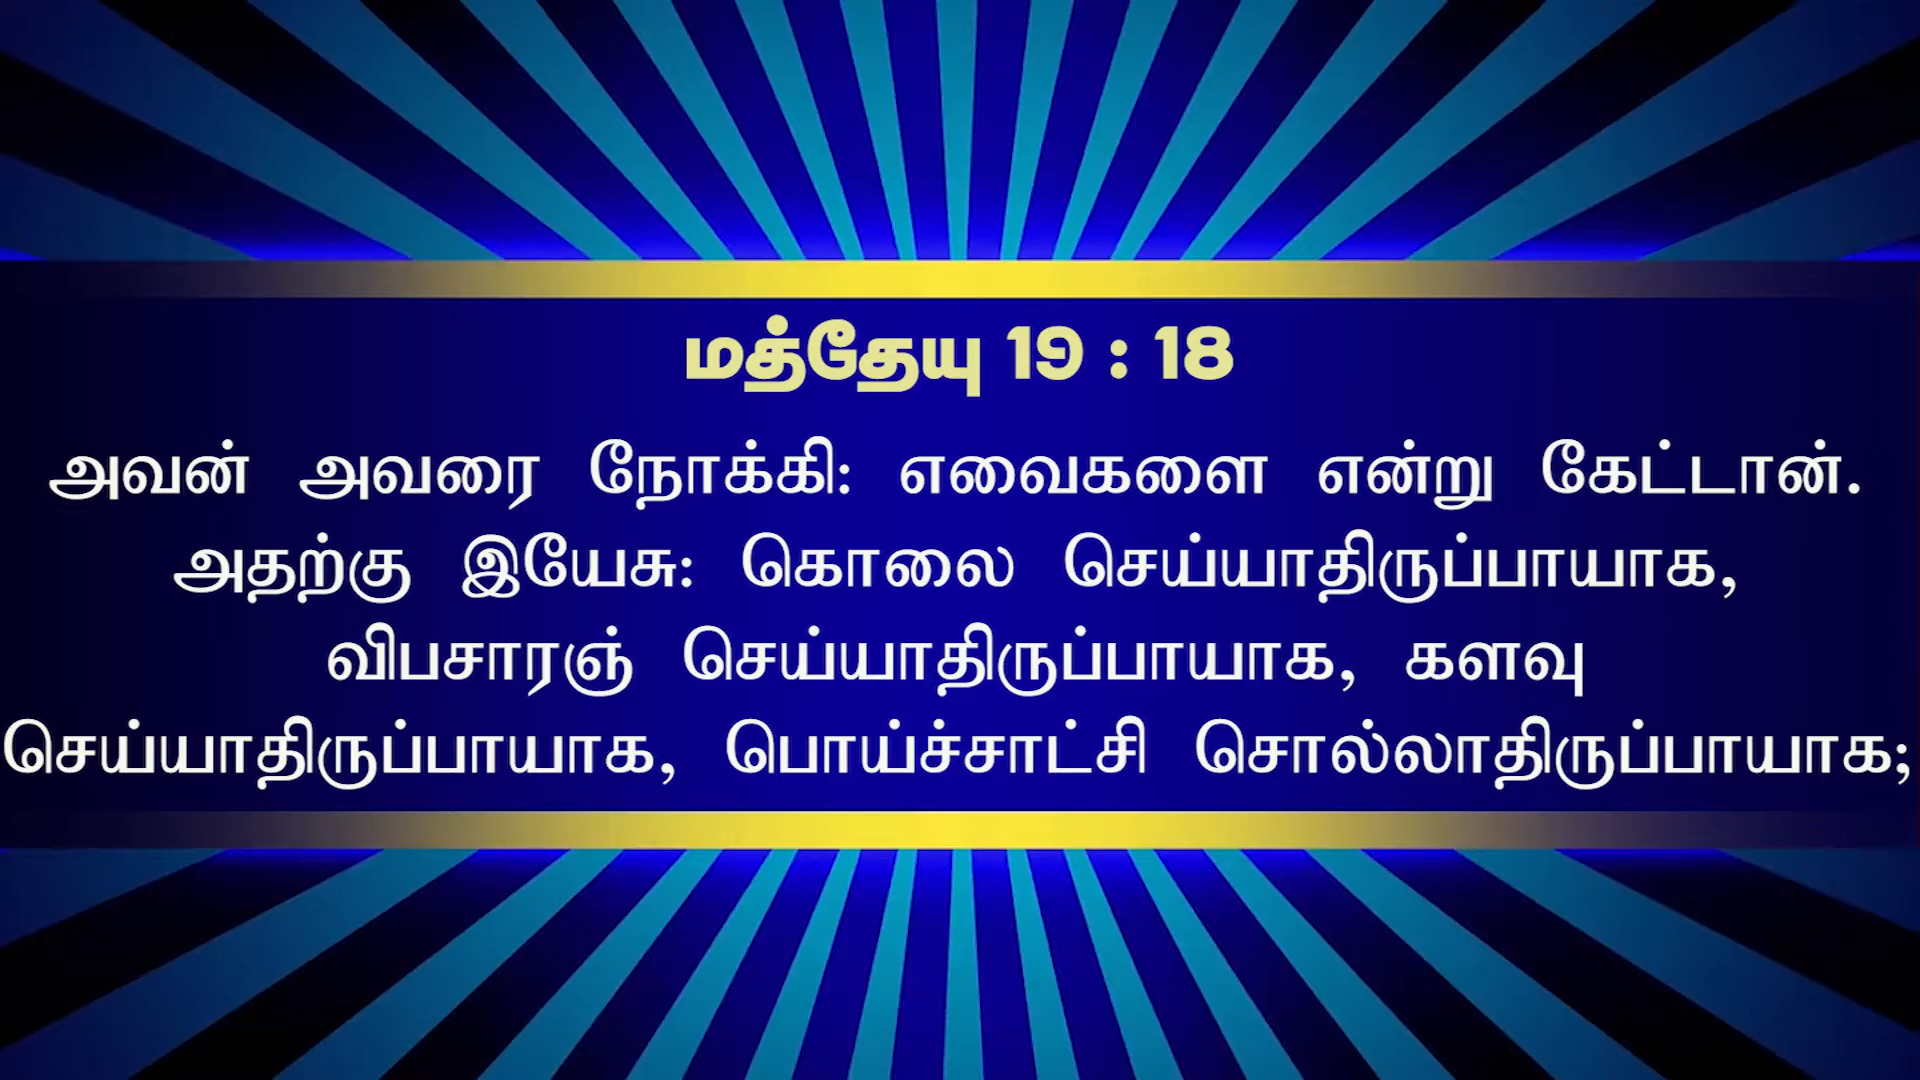 மத்தேயு 19 : 18
அவன் அவரை நோக்கி: எவைகளை என்று கேட்டான்.
அதற்கு இயேசு: கொலை செய்யாதிருப்பாயாக,
விபசாரஞ் செய்யாதிருப்பாயாக, களவு
செய்யாதிருப்பாயாக, பொய்ச்சாட்சி சொல்லாதிருப்பாயாக;